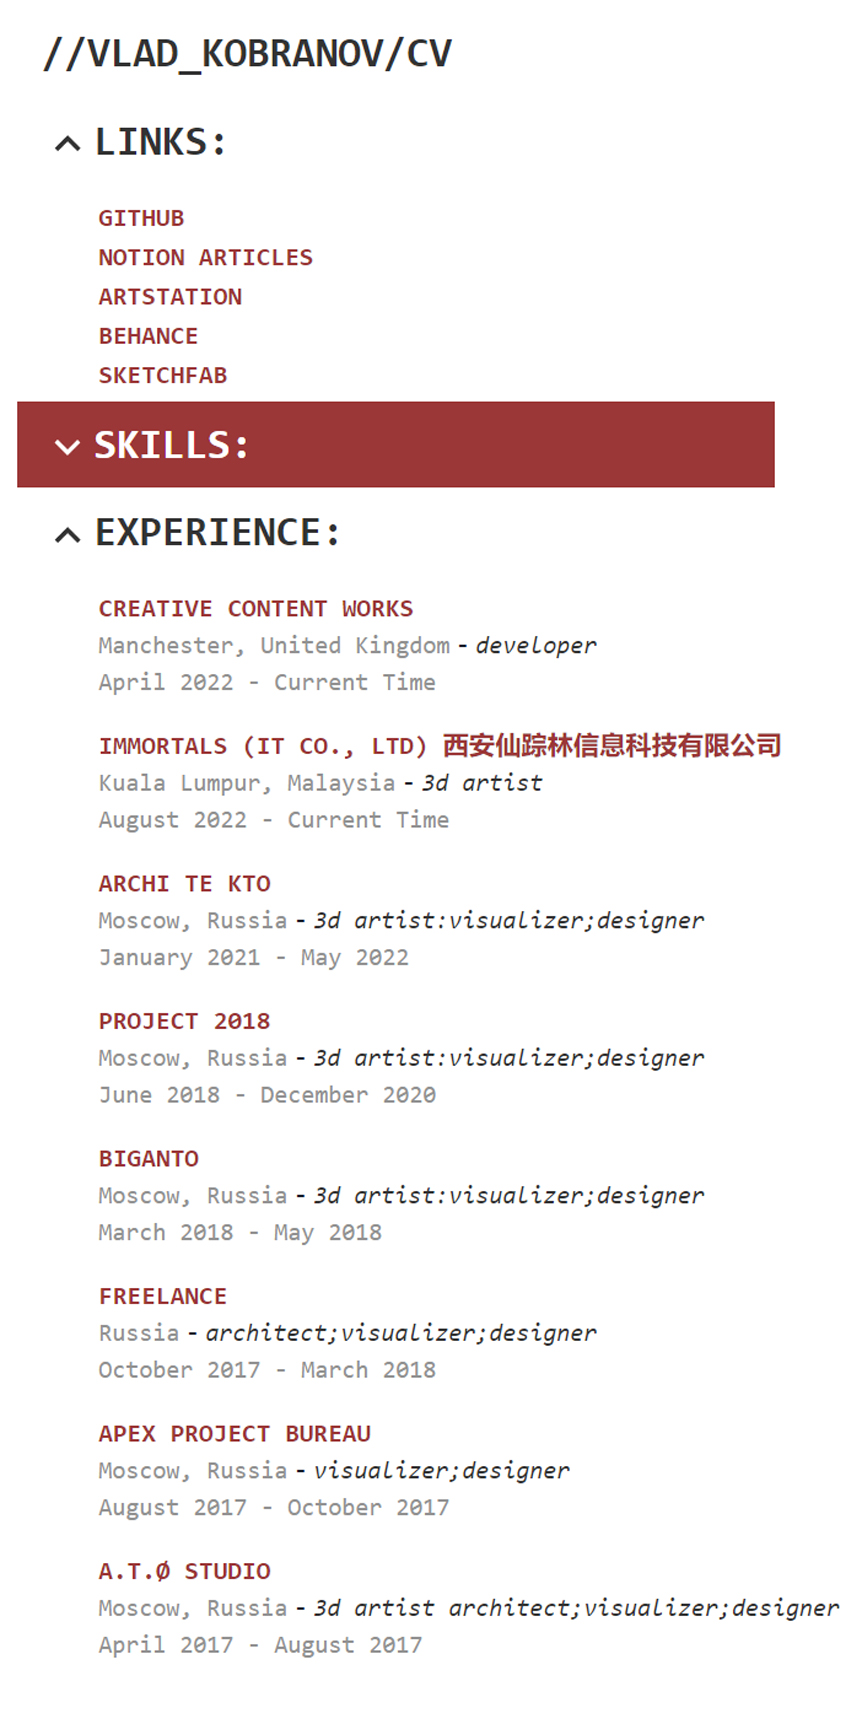 //VLAD_KOBRANOV/CV
LINKS:
GITHUB
NOTION ARTICLES
ARTSTATION
BEHANCE
SKETCHFAB
SKILLS:
EXPERIENCE:
CREATIVE CONTENT WORKS
Manchester, United Kingdom - developer
April 2022 - Current Time
IMMORTALS (IT CO., LTD) 西安仙踪林信息科技有限公司
Kuala Lumpur, Malaysia - 3d artist
August 2022 - Current Time
ARCHI TE KTO
Moscow, Russia - 3d artist:visualizer;designer
January 2021 - May 2022
PROJECT 2018
Moscow, Russia - 3d artist:visualizer;designer
June 2018 - December 2020
BIGANTO
Moscow, Russia - 3d artist:visualizer;designer
March 2018 - May 2018
FREELANCE
Russia - architect;visualizer;designer
October 2017 - March 2018
APEX PROJECT BUREAU
Moscow, Russia - visualizer;designer
August 2017 - October 2017
A.T.Ø STUDIO
Moscow, Russia - 3d artist architect;visualizer;designer
April 2017 - August 2017